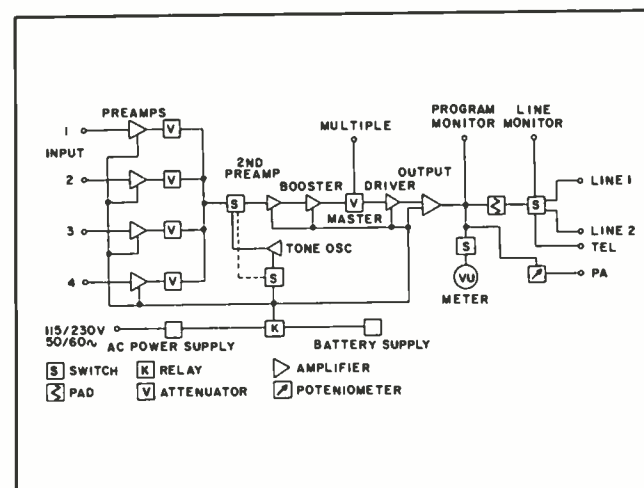 PREAMPS
1
INPUT
2
3
4
V
V
V
V
2ND
PREAMP
S
BOOSTER
MULTIPLE
V
MASTER
DRIVER
OUTPUT
TONE OSC
S
PROGRAM
MONITOR
LINE
MONITOR
S
LINE 1
LINE 2
TEL
PA
S
VU
METER
115/230V
50/60~
AC POWER SUPPLY
K
BATTERY SUPPLY
S SWITCH
K RELAY
AMPLIFIER
PAD
V ATTENUATOR
POTENIOMETER